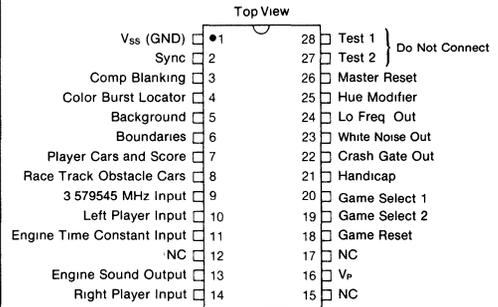 Top View
VSS (GND) 1 28 Test 1
Sync 2 27 Test 2
Do Not Connect
Comp Blanking 3 26 Master Reset
Color Burst Locator 4 25 Hue Modifier
Background 5 24 Lo Freq Out
Boundaries 6 23 White Noise Out
Player Cars and Score 7 22 Crash Gate Out
Race Track Obstacle Cars 8 21 Handicap
3 579545 MHz Input 9 20 Game Select 1
Left Player Input 10 19 Game Select 2
Engine Time Constant Input 11 18 Game Reset
NC 12 17 NC
Engine Sound Output 13 16 VP
Right Player Input 14 15 NC